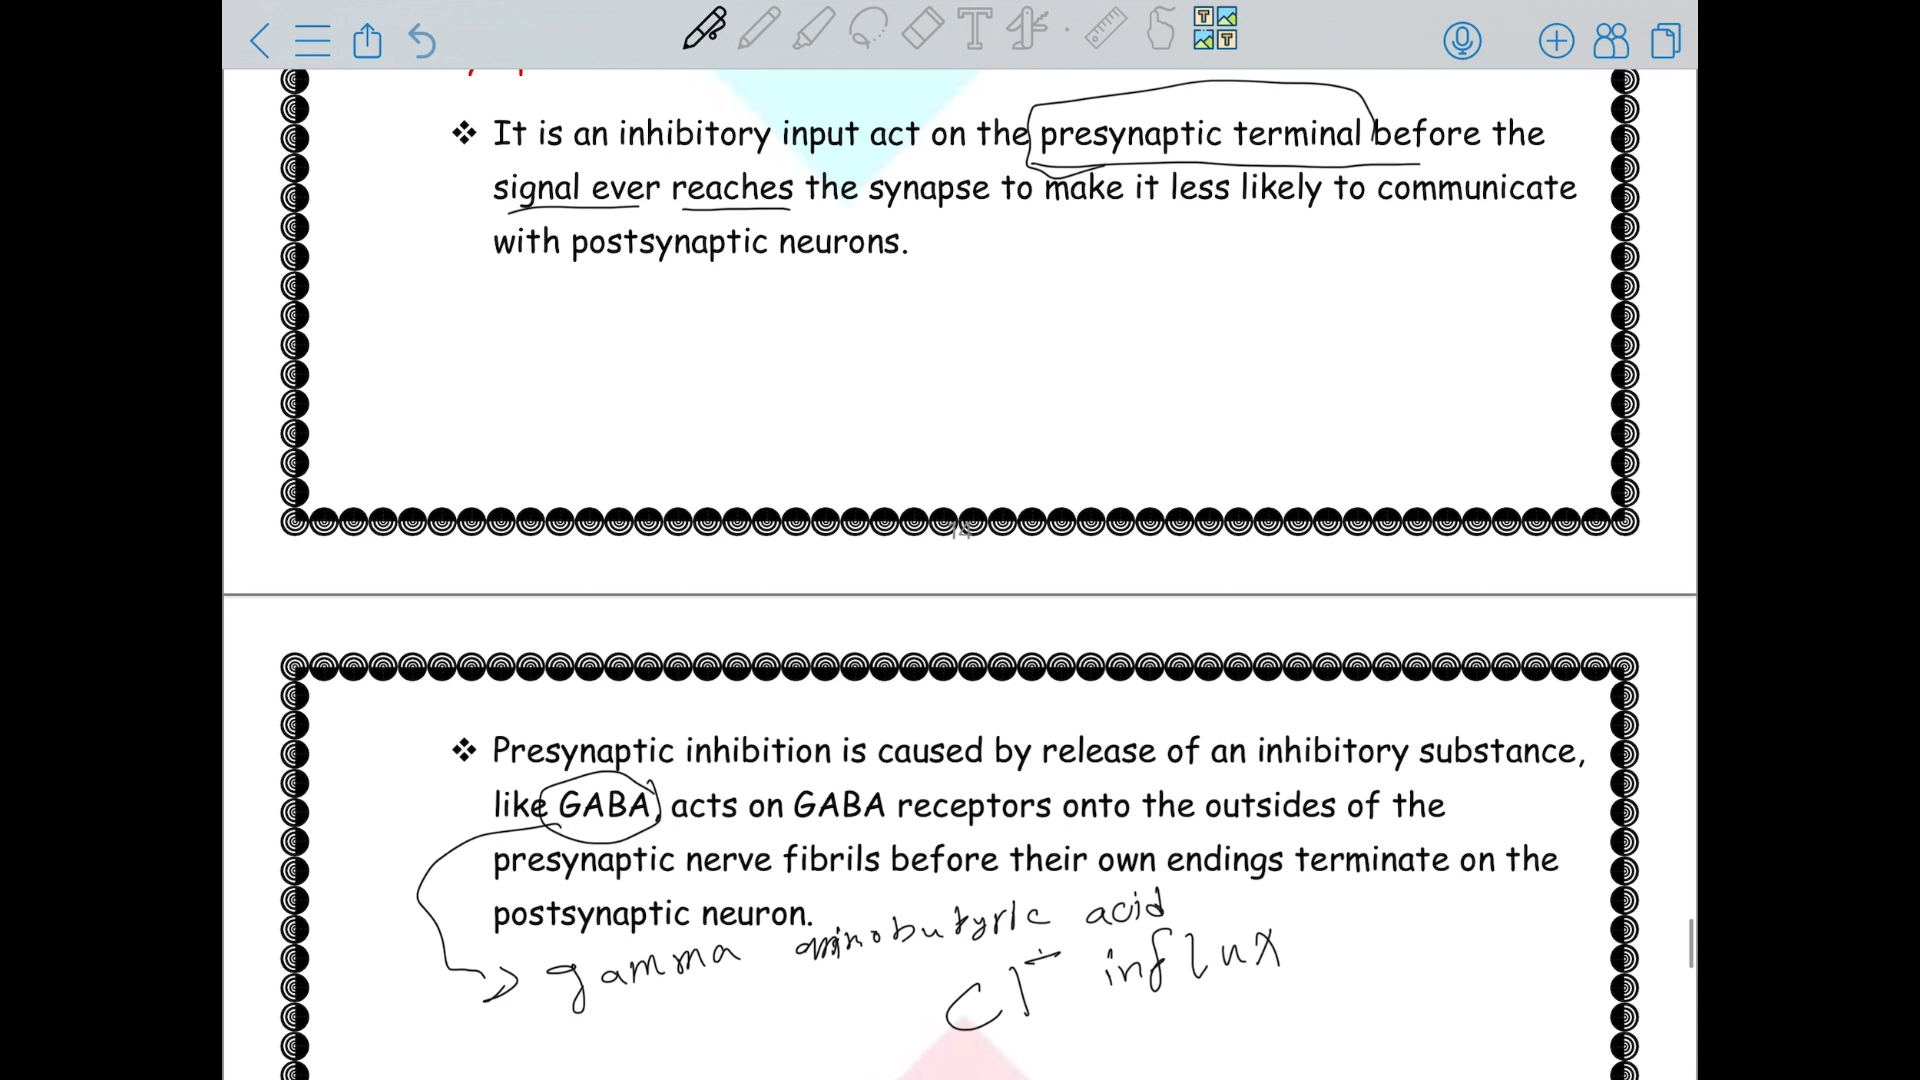 ❖ It is an inhibitory input act on the presynaptic terminal before the
signal ever reaches the synapse to make it less likely to communicate
with postsynaptic neurons.
14
❖ Presynaptic inhibition is caused by release of an inhibitory substance,
like GABA, acts on GABA receptors onto the outsides of the
presynaptic nerve fibrils before their own endings terminate on the
postsynaptic neuron.
gamma aminobutyric acid
Cl⁻ influx